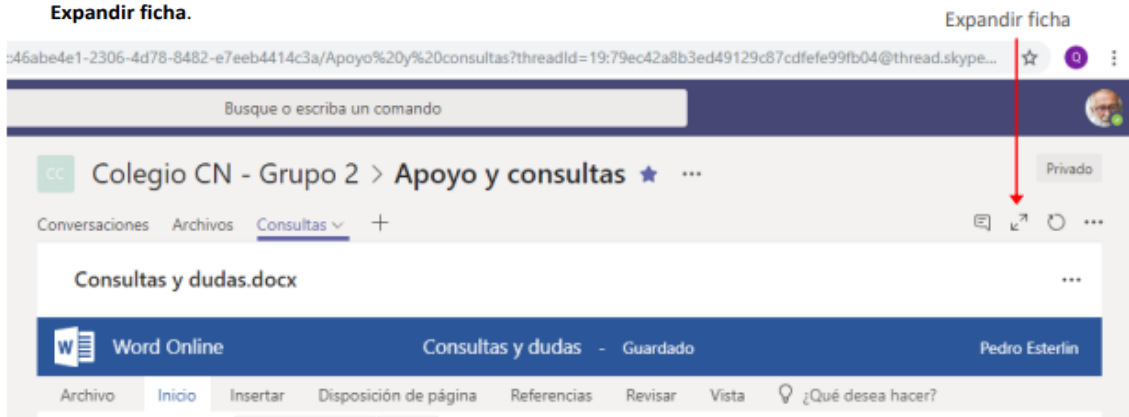 Expandir ficha.
Expandir ficha
:46abe4e1-2306-4d78-8482-e7eeb4414c3a/Apoyo%20y%20consultas?threadId=19:79ec42a8b3ed49129c87cdfefe99fb04@thread.skype...
Q
Busque o escriba un comando
CC
Colegio CN - Grupo 2 > Apoyo y consultas ★ ...
Privado
Conversaciones Archivos Consultas +
Consultas y dudas.docx ...
W Word Online Consultas y dudas - Guardado Pedro Esterlin
Archivo Inicio Insertar Disposición de página Referencias Revisar Vista ¿Qué desea hacer?